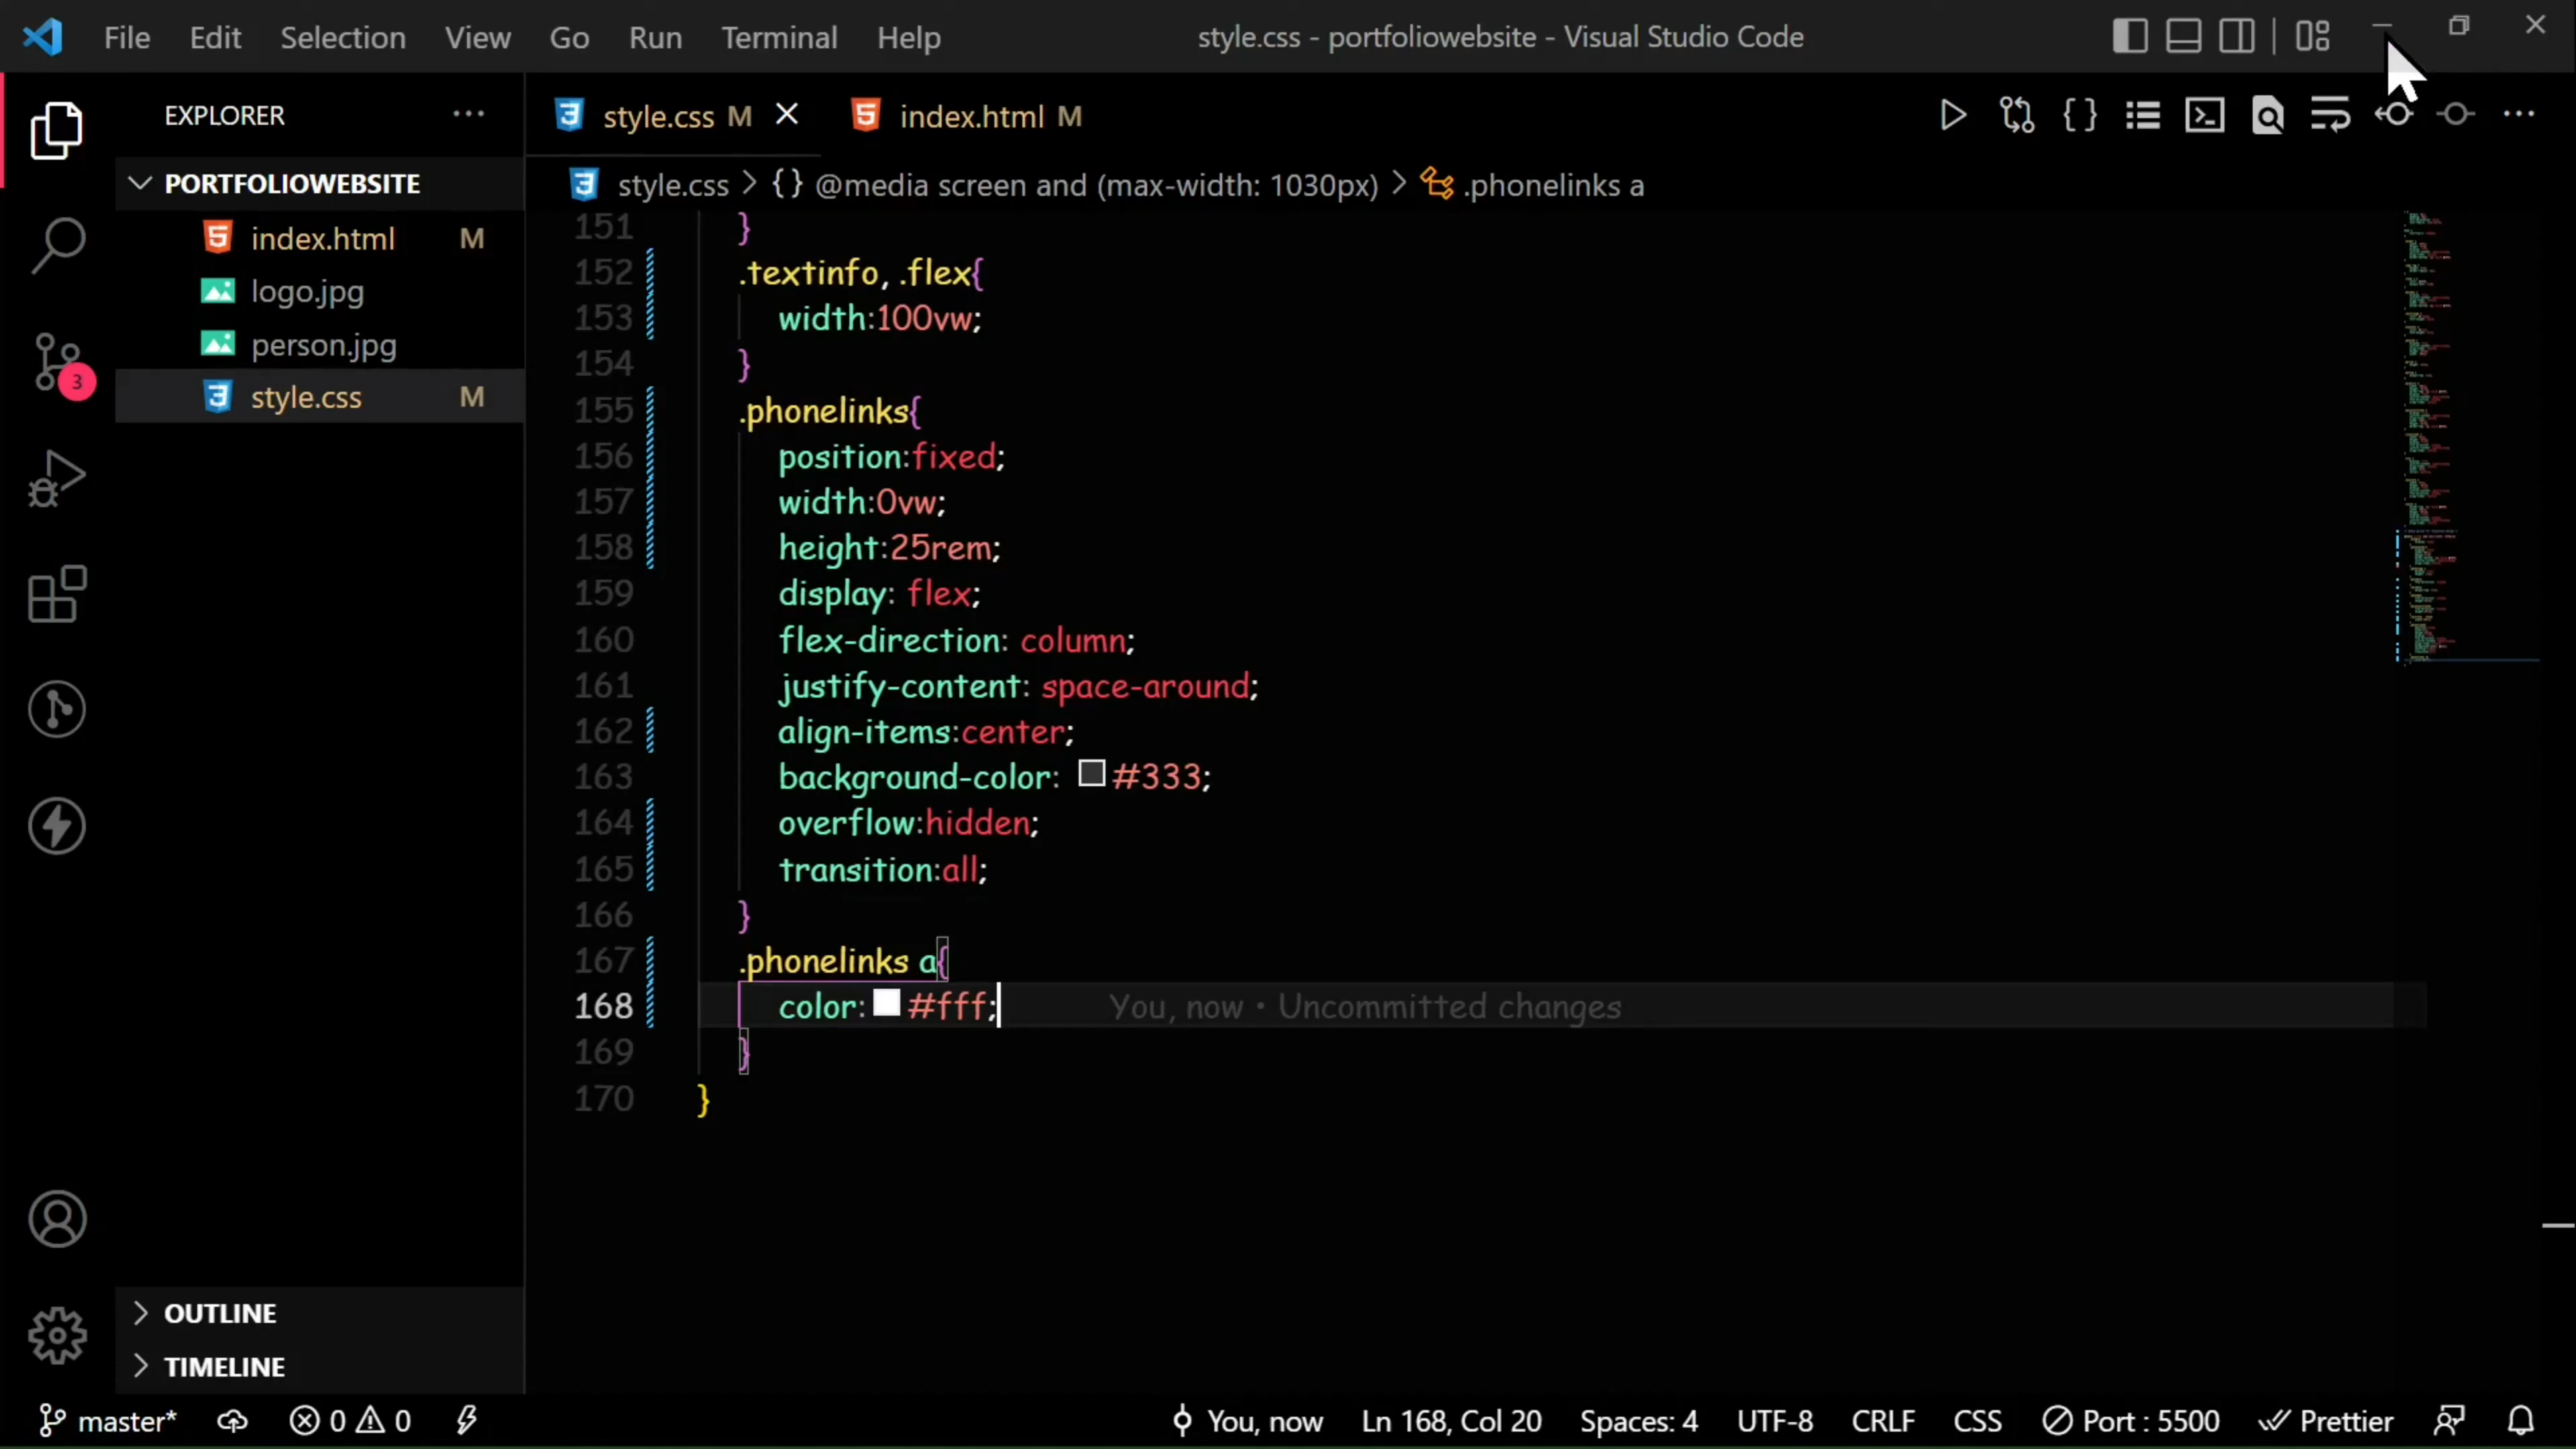 File Edit Selection View Go Run Terminal Help
style.css - portfoliowebsite - Visual Studio Code
EXPLORER
PORTFOLIOWEBSITE
index.html M
logo.jpg
person.jpg
style.css M
3
OUTLINE
TIMELINE
style.css M
index.html M
style.css > {} @media screen and (max-width: 1030px) > .phonelinks a
151 }
152 .textinfo, .flex{
153 width:100vw;
154 }
155 .phonelinks{
156 position:fixed;
157 width:0vw;
158 height:25rem;
159 display: flex;
160 flex-direction: column;
161 justify-content: space-around;
162 align-items:center;
163 background-color: #333;
164 overflow:hidden;
165 transition:all;
166 }
167 .phonelinks a{
168 color: #fff; You, now • Uncommitted changes
169 }
170 }
master* 0 0 You, now Ln 168, Col 20 Spaces: 4 UTF-8 CRLF CSS Port : 5500 Prettier